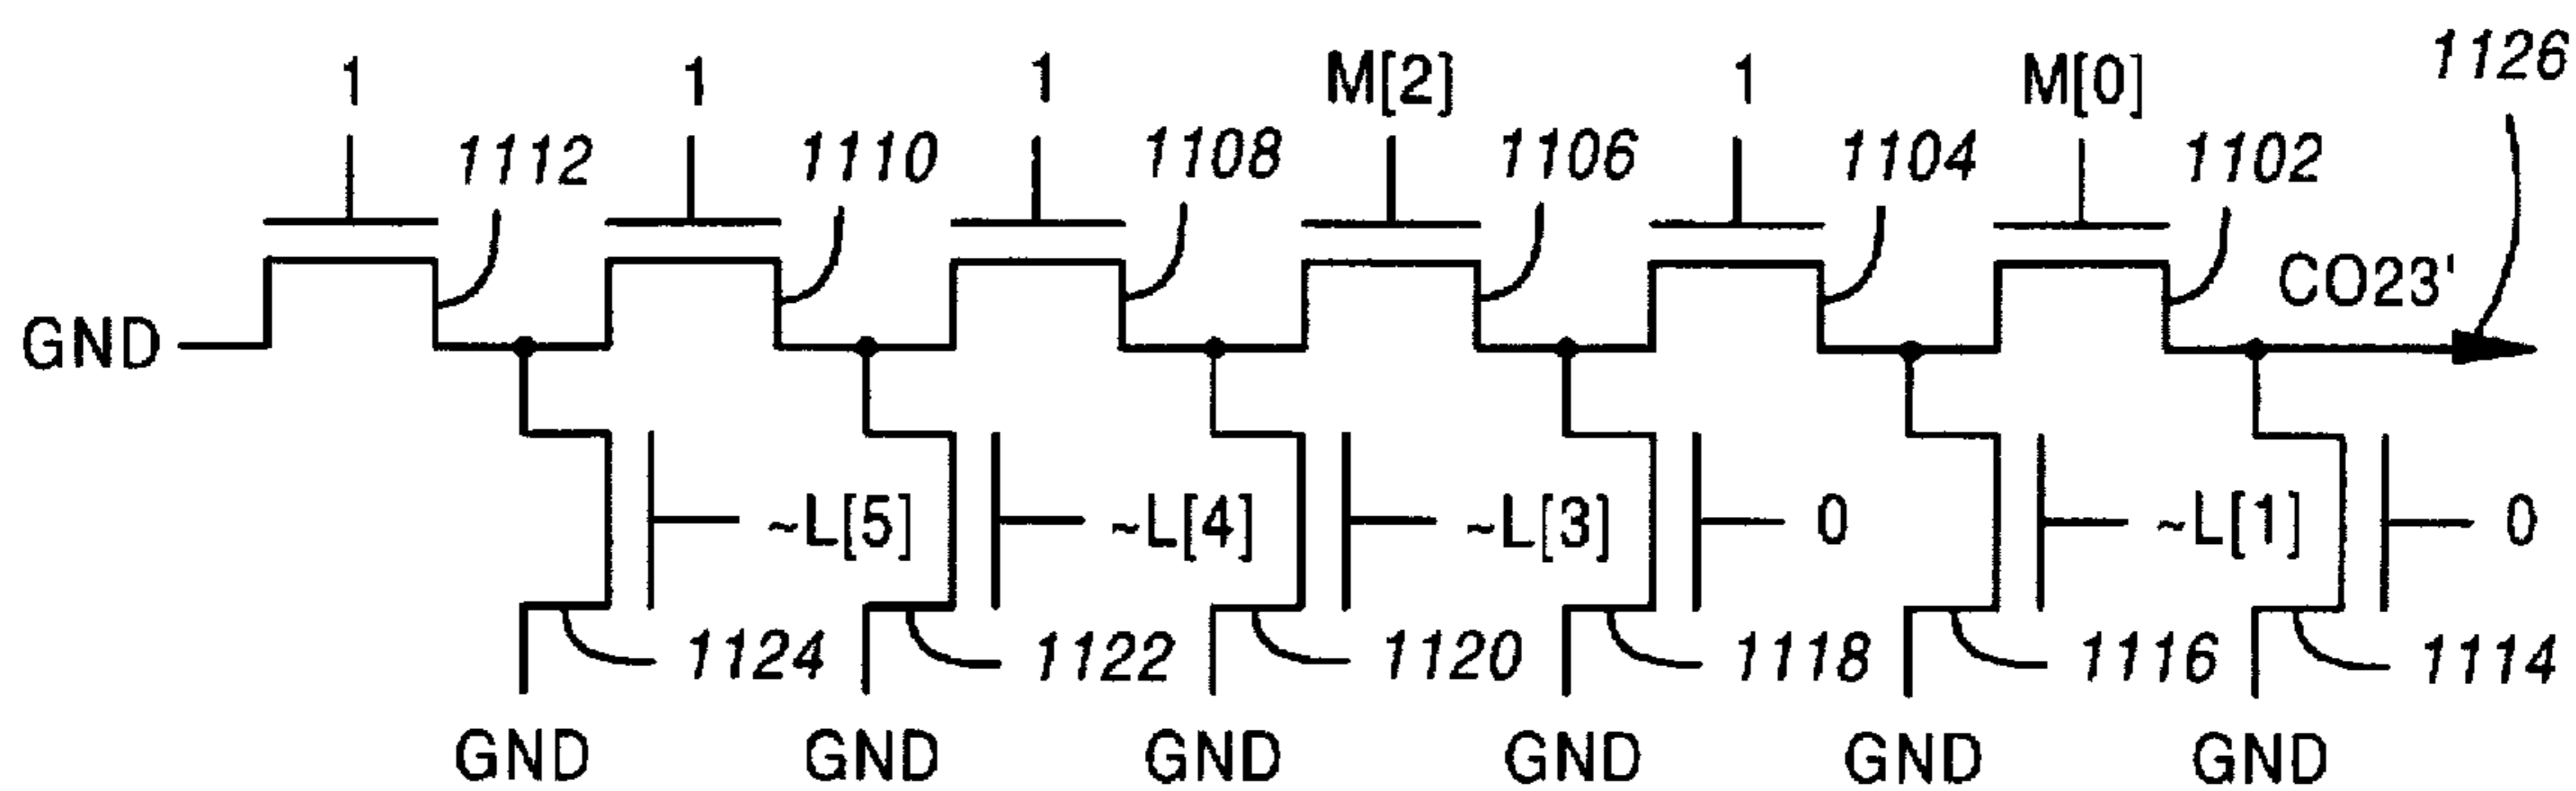 1 1 1 M[2] 1 M[0] 1126
1112 1110 1108 1106 1104 1102
CO23'
GND
~L[5] ~L[4] ~L[3] 0 ~L[1] 0
1124 1122 1120 1118 1116 1114
GND GND GND GND GND GND